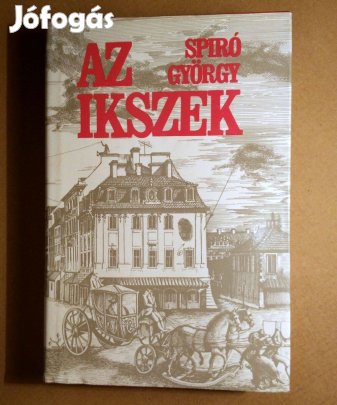 Jófogás
AZ
IKSZEK
SPIRÓ
GYÖRGY